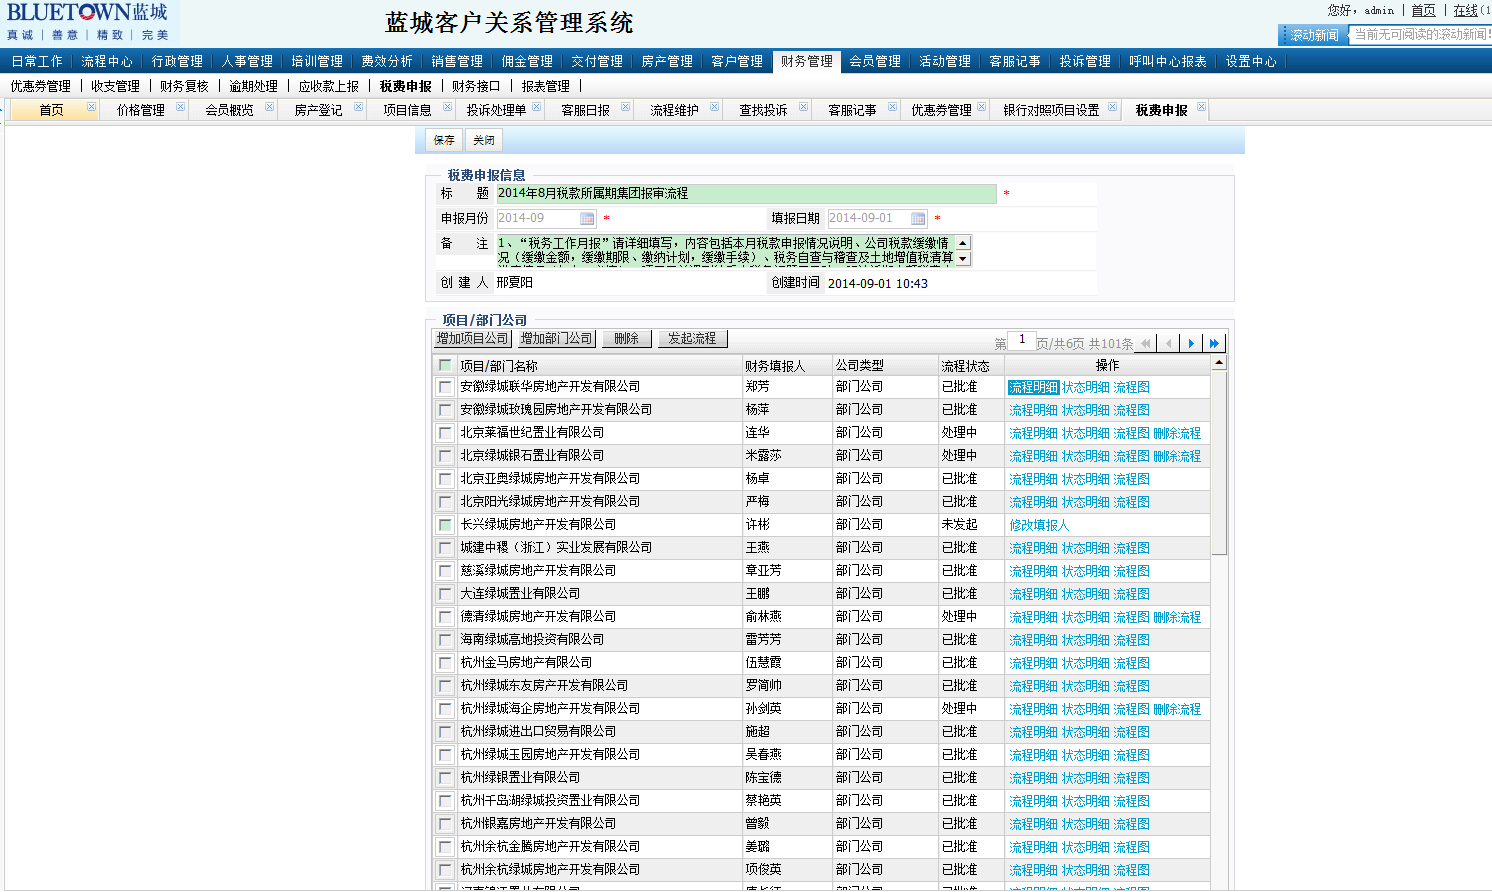 BLUETOWN蓝城
真诚 | 善意 | 精致 | 完美
蓝城客户关系管理系统
您好，admin | 首页 | 在线(1
滚动新闻 当前无可阅读的滚动新闻!
日常工作 流程中心 行政管理 人事管理 培训管理 费效分析 销售管理 佣金管理 交付管理 房产管理 客户管理 财务管理 会员管理 活动管理 客服记事 投诉管理 呼叫中心报表 设置中心
优惠券管理 | 收支管理 | 财务复核 | 逾期处理 | 应收款上报 | 税费申报 | 财务接口 | 报表管理 |
首页 价格管理 会员概览 房产登记 项目信息 投诉处理单 客服日报 流程维护 查找投诉 客服记事 优惠券管理 银行对照项目设置 税费申报
保存 关闭
税费申报信息
标 题 2014年8月税款所属期集团报审流程 *
申报月份 2014-09 * 填报日期 2014-09-01 *
备 注 1、“税务工作月报”请详细填写，内容包括本月税款申报情况说明、公司税款缓缴情
况（缓缴金额，缓缴期限、缴纳计划，缓缴手续）、税务自查与稽查及土地增值税清算
创 建 人 邢夏阳 创建时间 2014-09-01 10:43
项目/部门公司
增加项目公司 增加部门公司 删除 发起流程 第 1 页/共6页 共101条
项目/部门名称 财务填报人 公司类型 流程状态 操作
安徽绿城联华房地产开发有限公司 郑芳 部门公司 已批准 流程明细 状态明细 流程图
安徽绿城玫瑰园房地产开发有限公司 杨萍 部门公司 已批准 流程明细 状态明细 流程图
北京莱福世纪置业有限公司 连华 部门公司 处理中 流程明细 状态明细 流程图 删除流程
北京绿城银石置业有限公司 米露莎 部门公司 处理中 流程明细 状态明细 流程图 删除流程
北京亚奥绿城房地产开发有限公司 杨卓 部门公司 已批准 流程明细 状态明细 流程图
北京阳光绿城房地产开发有限公司 严梅 部门公司 已批准 流程明细 状态明细 流程图
长兴绿城房地产开发有限公司 许彬 部门公司 未发起 修改填报人
城建中稷（浙江）实业发展有限公司 王燕 部门公司 已批准 流程明细 状态明细 流程图
慈溪绿城房地产开发有限公司 章亚芳 部门公司 已批准 流程明细 状态明细 流程图
大连绿城置业有限公司 王鹏 部门公司 已批准 流程明细 状态明细 流程图
德清绿城房地产开发有限公司 俞林燕 部门公司 处理中 流程明细 状态明细 流程图 删除流程
海南绿城高地投资有限公司 雷芳芳 部门公司 已批准 流程明细 状态明细 流程图
杭州金马房地产有限公司 伍慧霞 部门公司 已批准 流程明细 状态明细 流程图
杭州绿城东友房产开发有限公司 罗简帅 部门公司 已批准 流程明细 状态明细 流程图
杭州绿城海企房地产开发有限公司 孙剑英 部门公司 处理中 流程明细 状态明细 流程图 删除流程
杭州绿城进出口贸易有限公司 施超 部门公司 已批准 流程明细 状态明细 流程图
杭州绿城玉园房地产开发有限公司 吴春燕 部门公司 已批准 流程明细 状态明细 流程图
杭州绿银置业有限公司 陈宝德 部门公司 已批准 流程明细 状态明细 流程图
杭州千岛湖绿城投资置业有限公司 蔡艳英 部门公司 已批准 流程明细 状态明细 流程图
杭州银嘉房地产开发有限公司 曾毅 部门公司 已批准 流程明细 状态明细 流程图
杭州余杭金腾房地产开发有限公司 姜璐 部门公司 已批准 流程明细 状态明细 流程图
杭州余杭绿城房地产开发有限公司 项俊英 部门公司 已批准 流程明细 状态明细 流程图